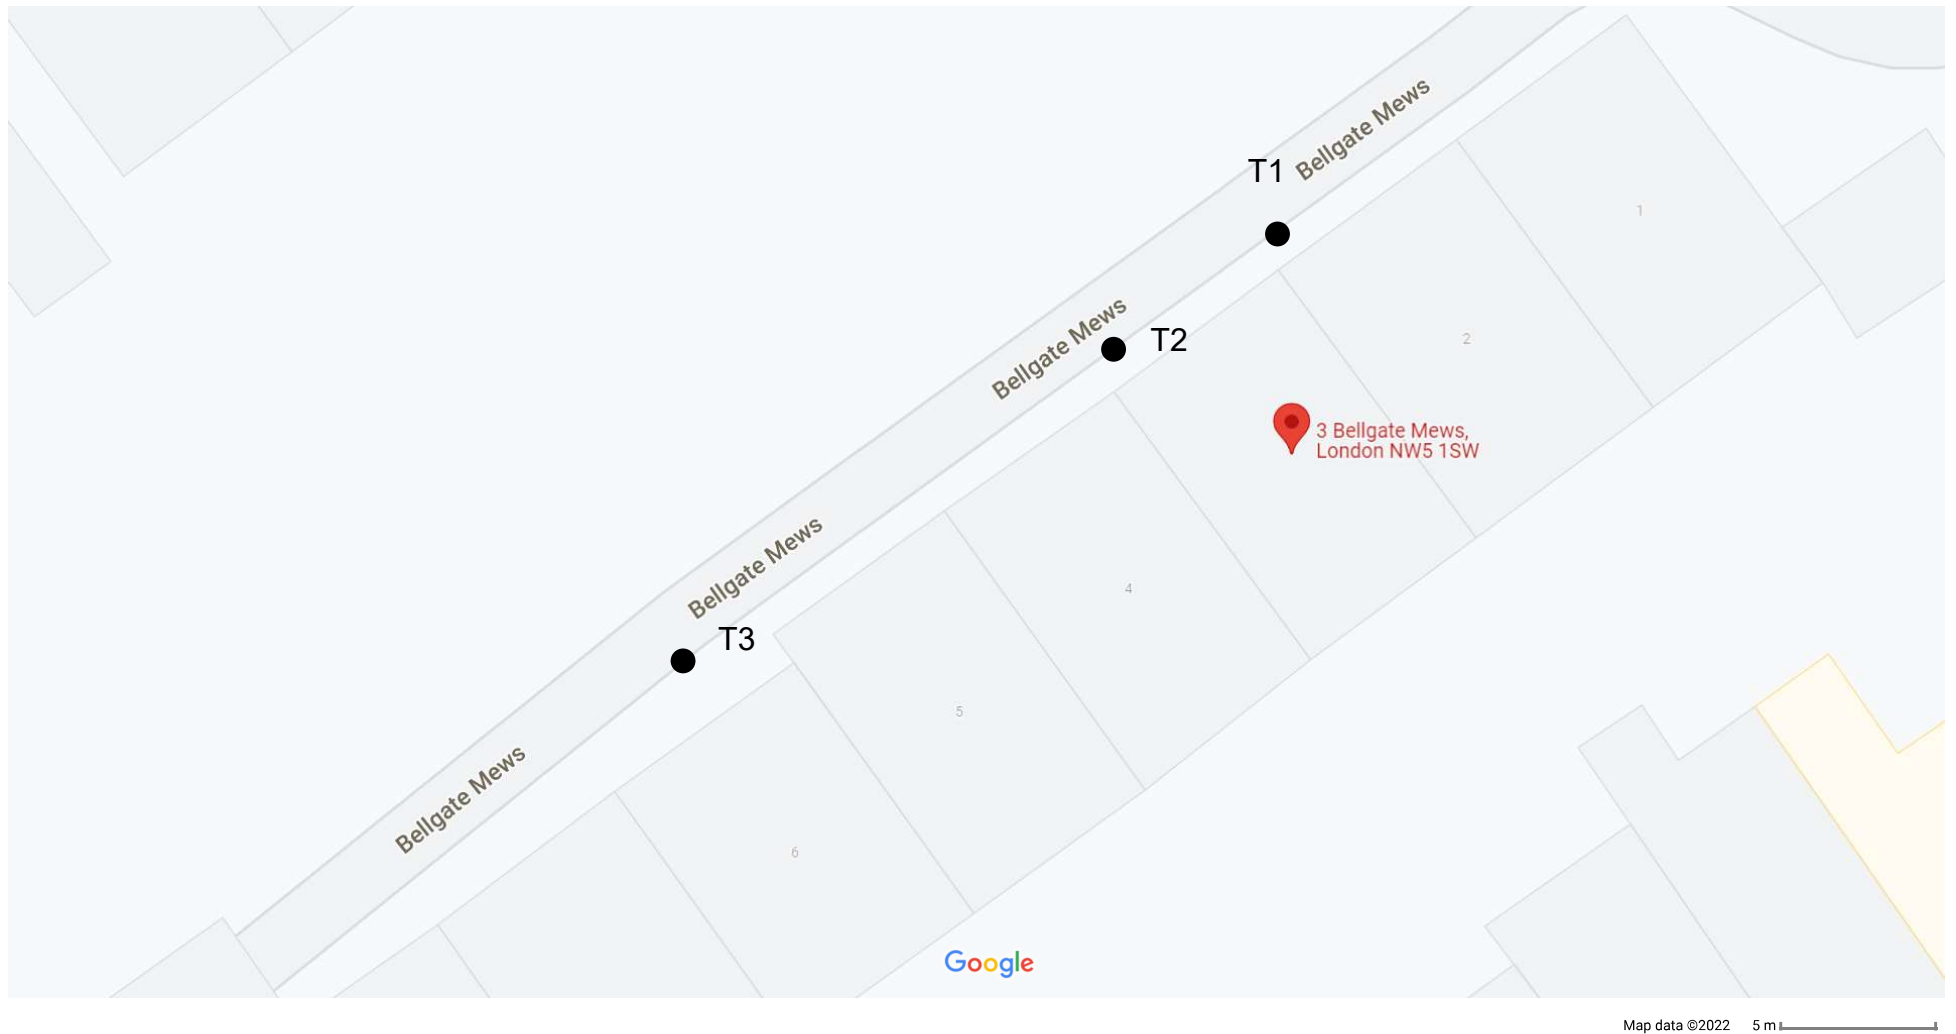 Bellgate Mews
T1
1
Bellgate Mews
T2
2
3 Bellgate Mews,
London NW5 1SW
Bellgate Mews
T3
4
5
Bellgate Mews
6
Google
Map data ©2022 5 m